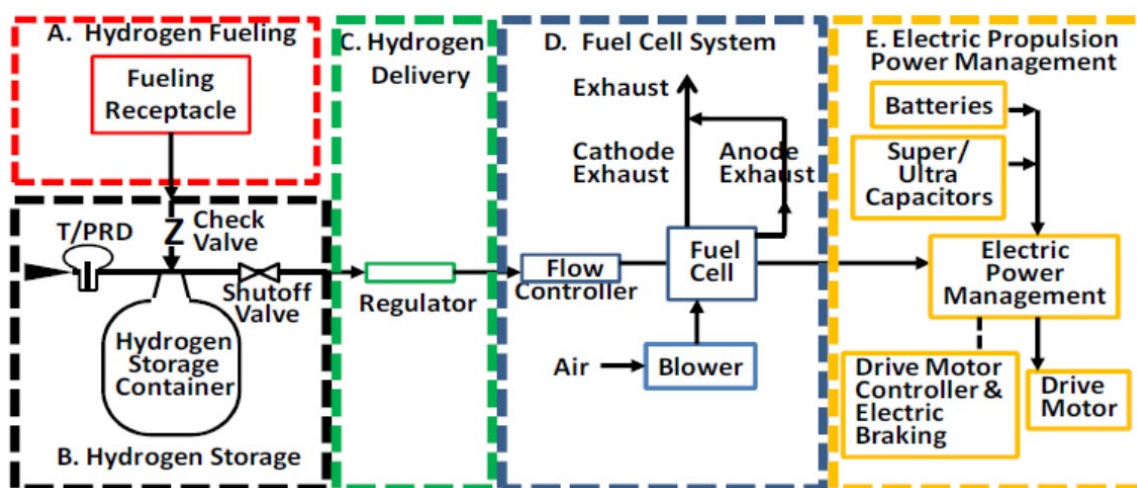 A. Hydrogen Fueling
Fueling
Receptacle
T/PRD
Z
Check
Valve
Shutoff
Valve
Hydrogen
Storage
Container
B. Hydrogen Storage
C. Hydrogen
Delivery
Regulator
D. Fuel Cell System
Exhaust
Cathode
Exhaust
Anode
Exhaust
Flow
Controller
Fuel
Cell
Air
Blower
E. Electric Propulsion
Power Management
Batteries
Super/
Ultra
Capacitors
Electric
Power
Management
Drive Motor
Controller &
Electric
Braking
Drive
Motor